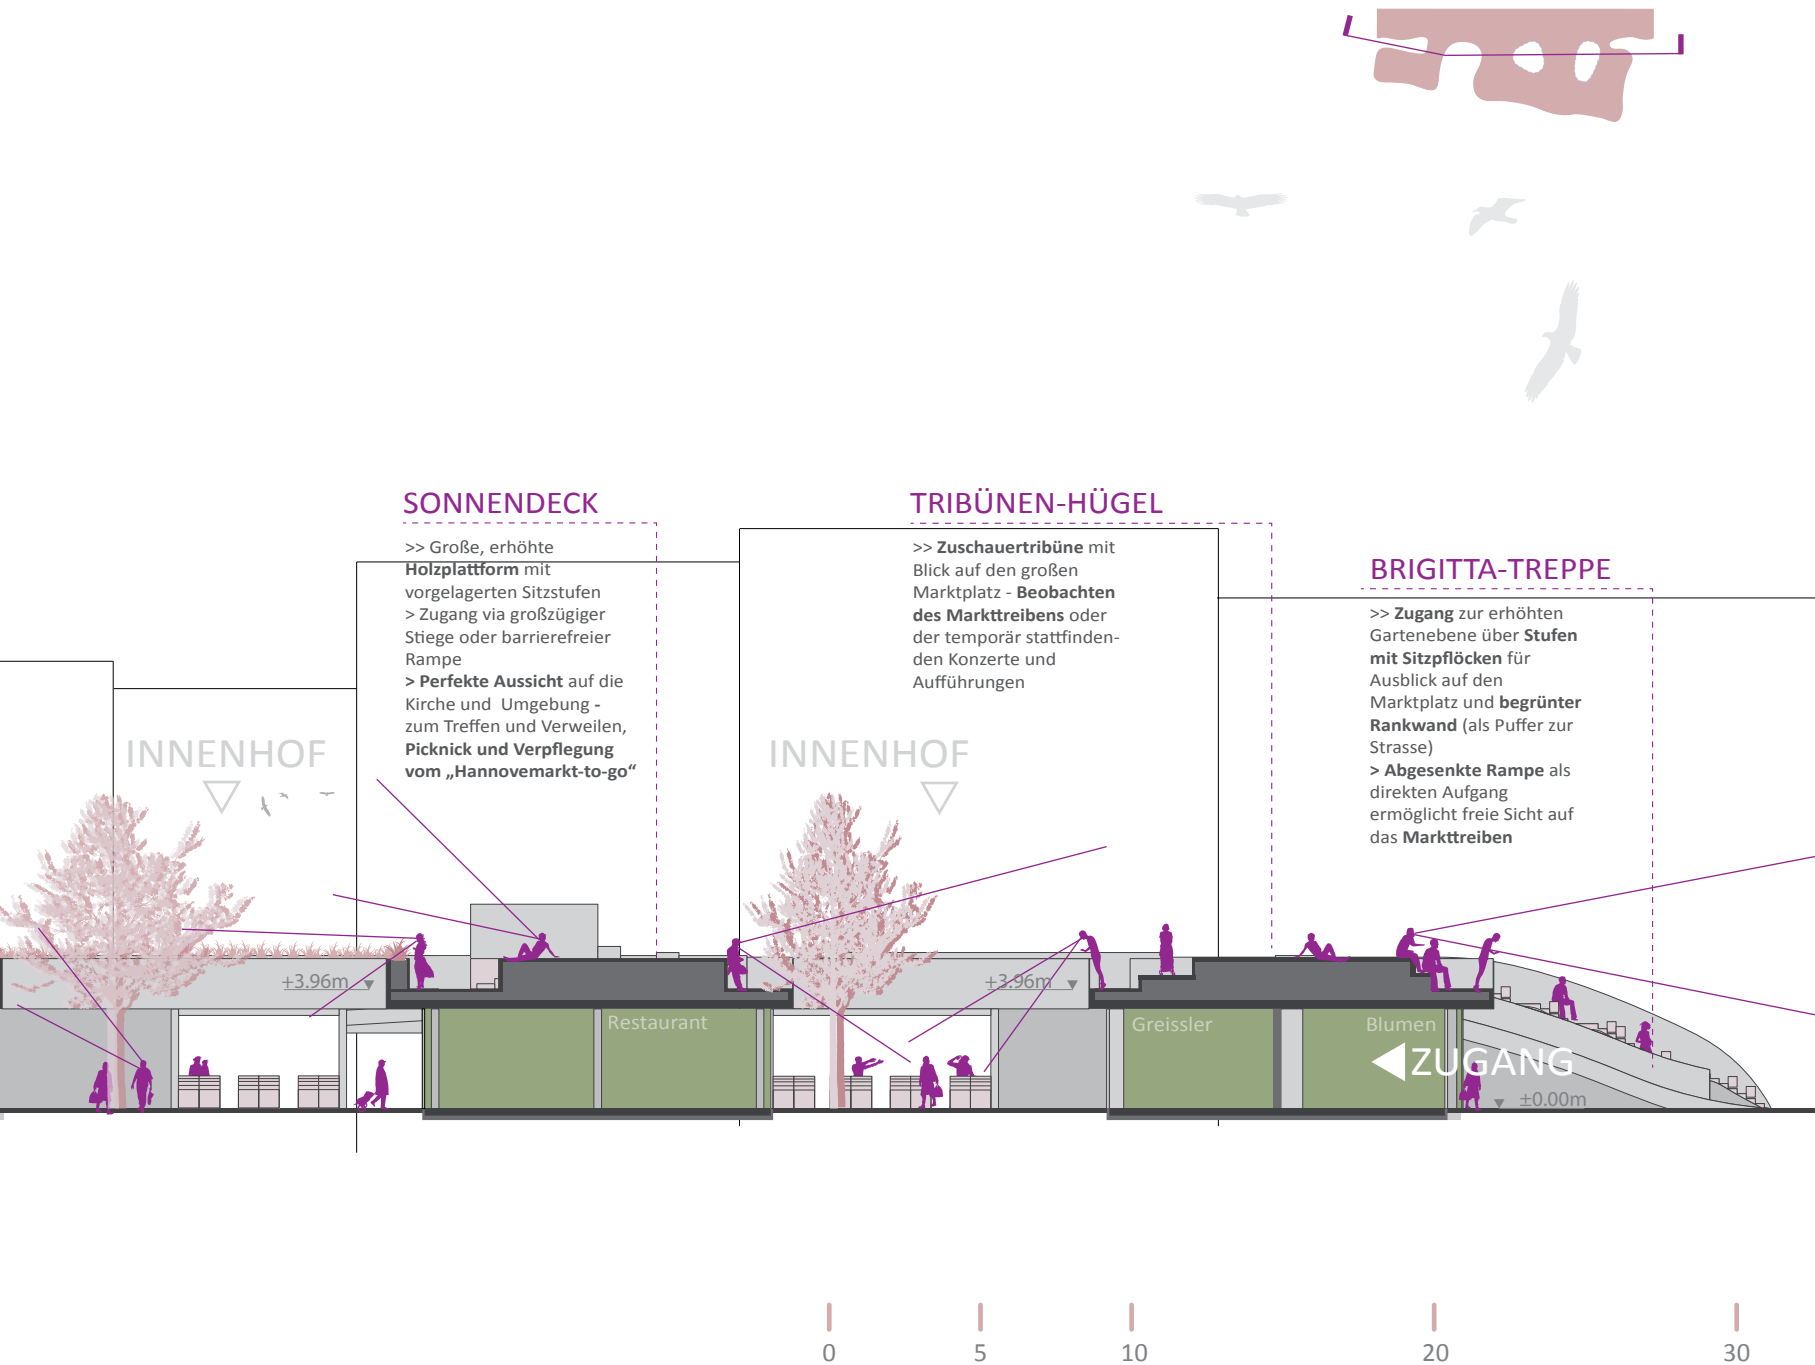 SONNENDECK
>> Große, erhöhte
Holzplattform mit
vorgelagerten Sitzstufen
> Zugang via großzügiger
Stiege oder barrierefreier
Rampe
> Perfekte Aussicht auf die
Kirche und Umgebung -
zum Treffen und Verweilen,
Picknick und Verpflegung
vom „Hannovemarkt-to-go“
TRIBÜNEN-HÜGEL
>> Zuschauertribüne mit
Blick auf den großen
Marktplatz - Beobachten
des Markttreibens oder
der temporär stattfinden-
den Konzerte und
Aufführungen
BRIGITTA-TREPPE
>> Zugang zur erhöhten
Gartenebene über Stufen
mit Sitzpflöcken für
Ausblick auf den
Marktplatz und begrünter
Rankwand (als Puffer zur
Strasse)
> Abgesenkte Rampe als
direkten Aufgang
ermöglicht freie Sicht auf
das Markttreiben
INNENHOF
INNENHOF
+3.96m
+3.96m
Restaurant
Greissler
Blumen
ZUGANG
±0.00m
0
5
10
20
30